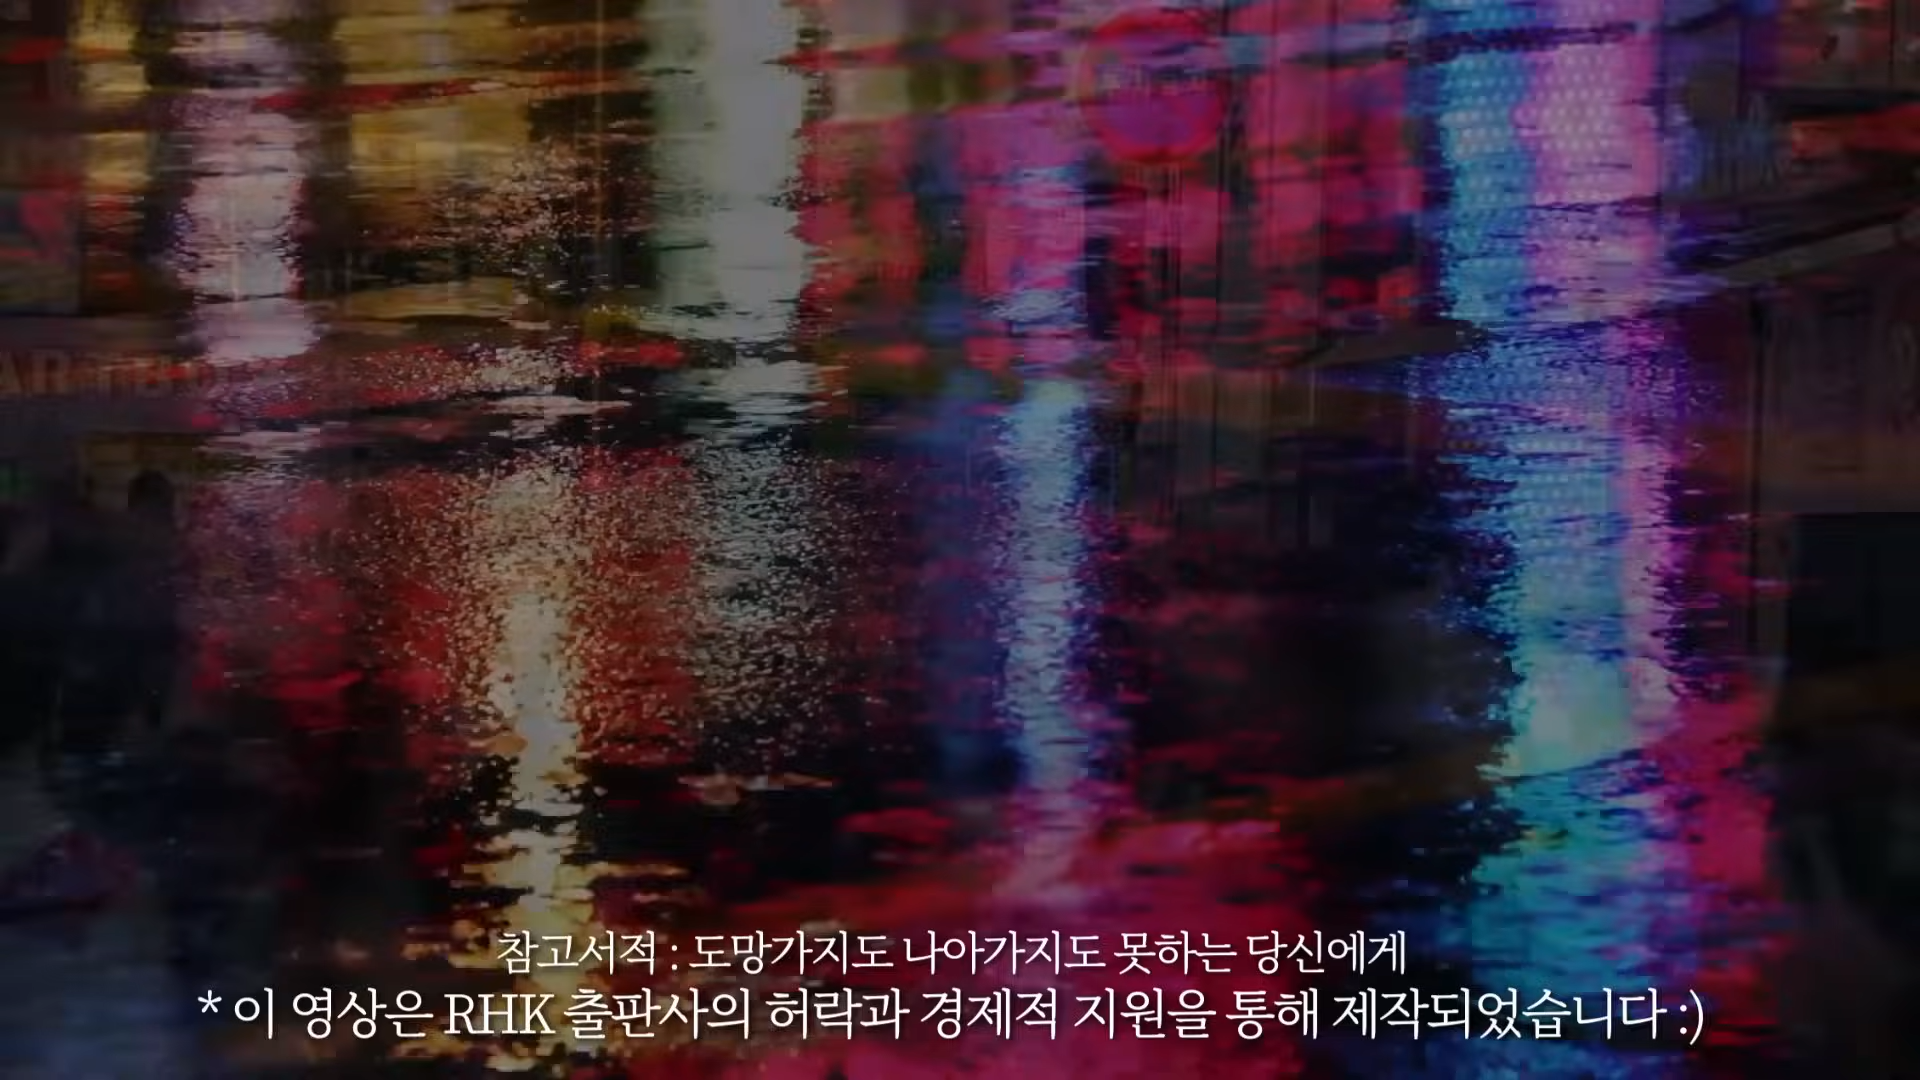 참고서적 : 도망가지도 나아가지도 못하는 당신에게
* 이 영상은 RHK 출판사의 허락과 경제적 지원을 통해 제작되었습니다 :)